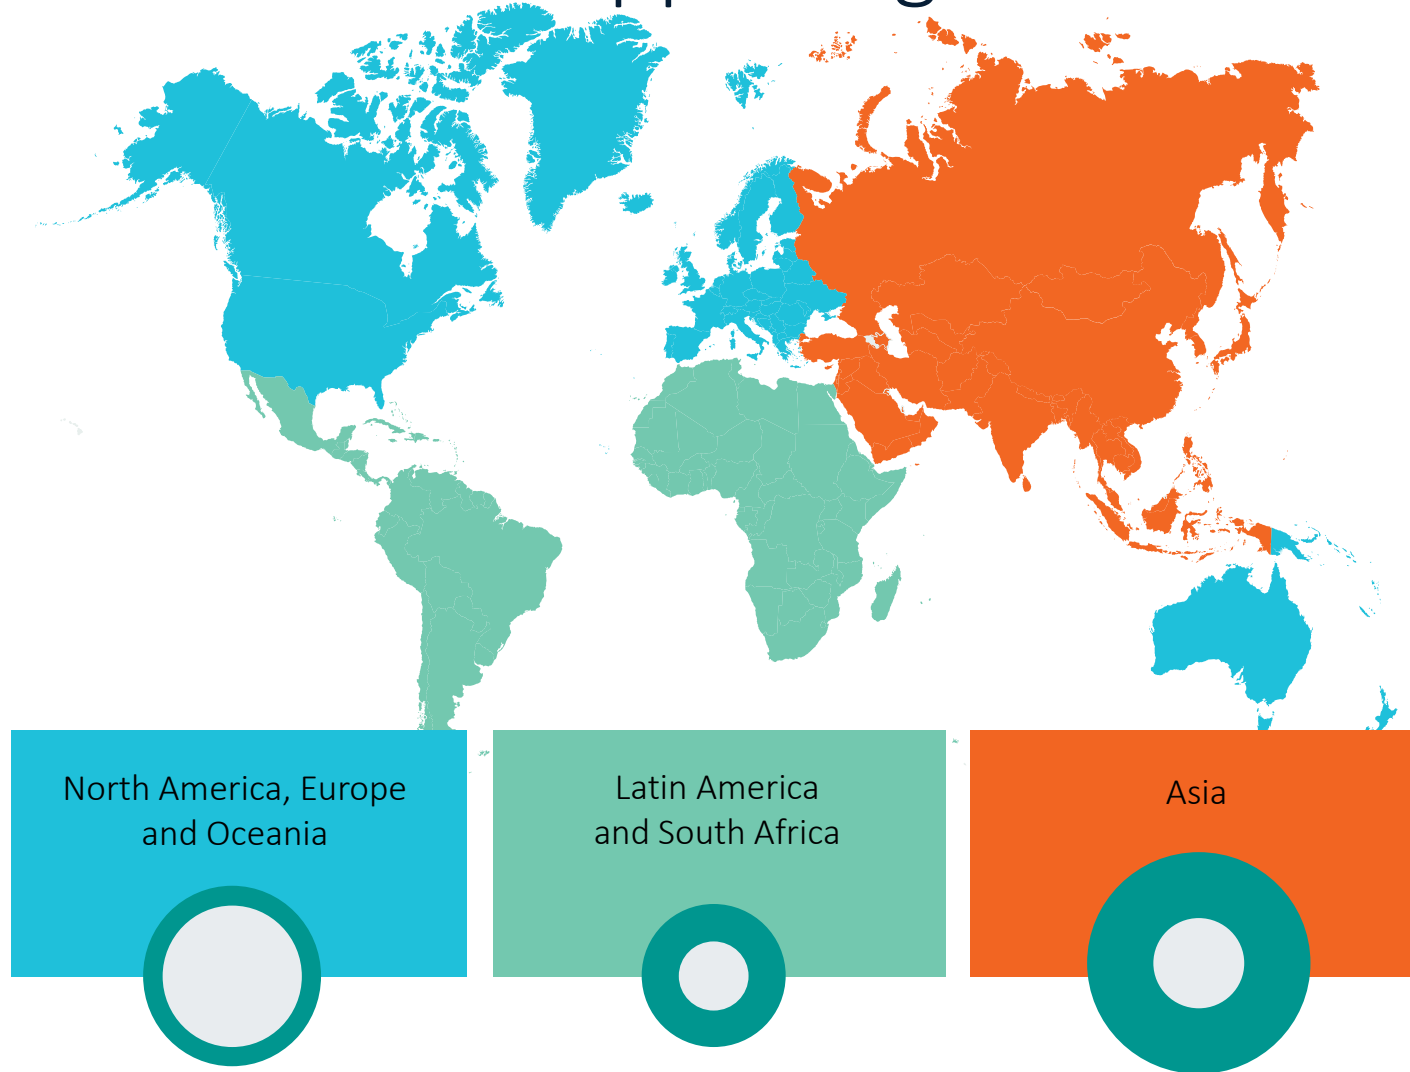 North America, Europe
and Oceania
Latin America
and South Africa
Asia